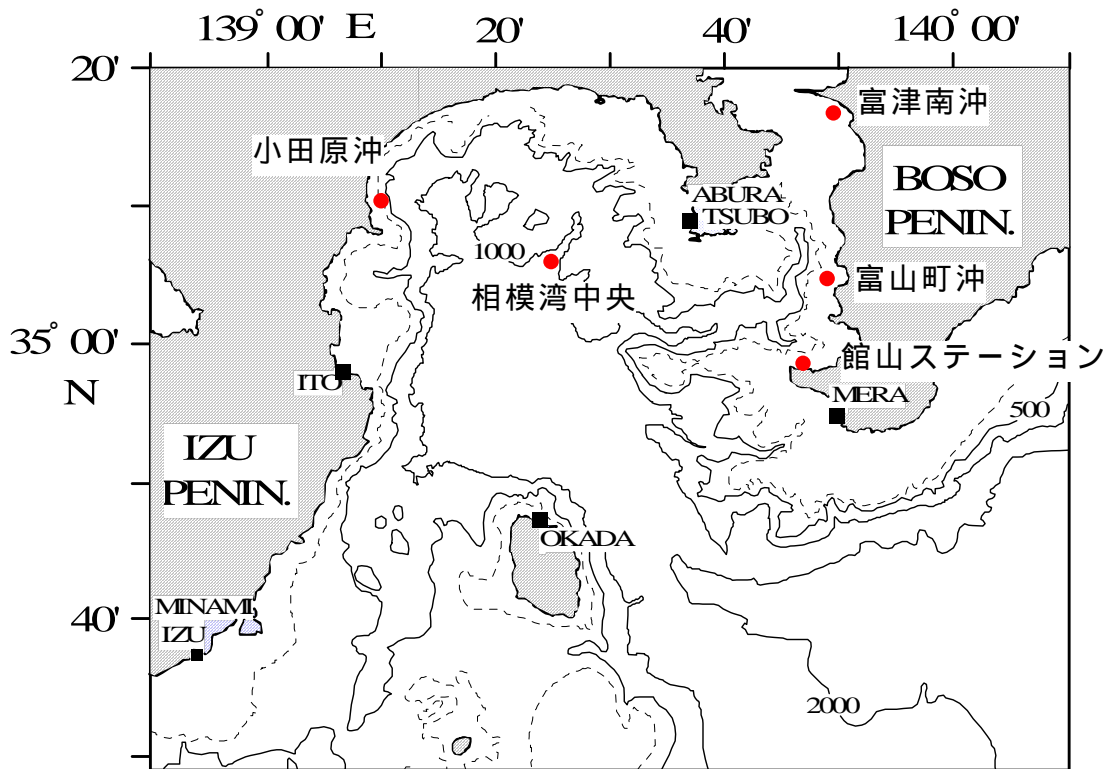 139° 00' E
20'
40'
140° 00'
20'
富津南沖
小田原沖
BOSO
PENIN.
ABURA
TSUBO
1000
富山町沖
相模湾中央
35° 00'
N
館山ステーション
ITO
MERA
500
IZU
PENIN.
OKADA
MINAMI
IZU
40'
2000